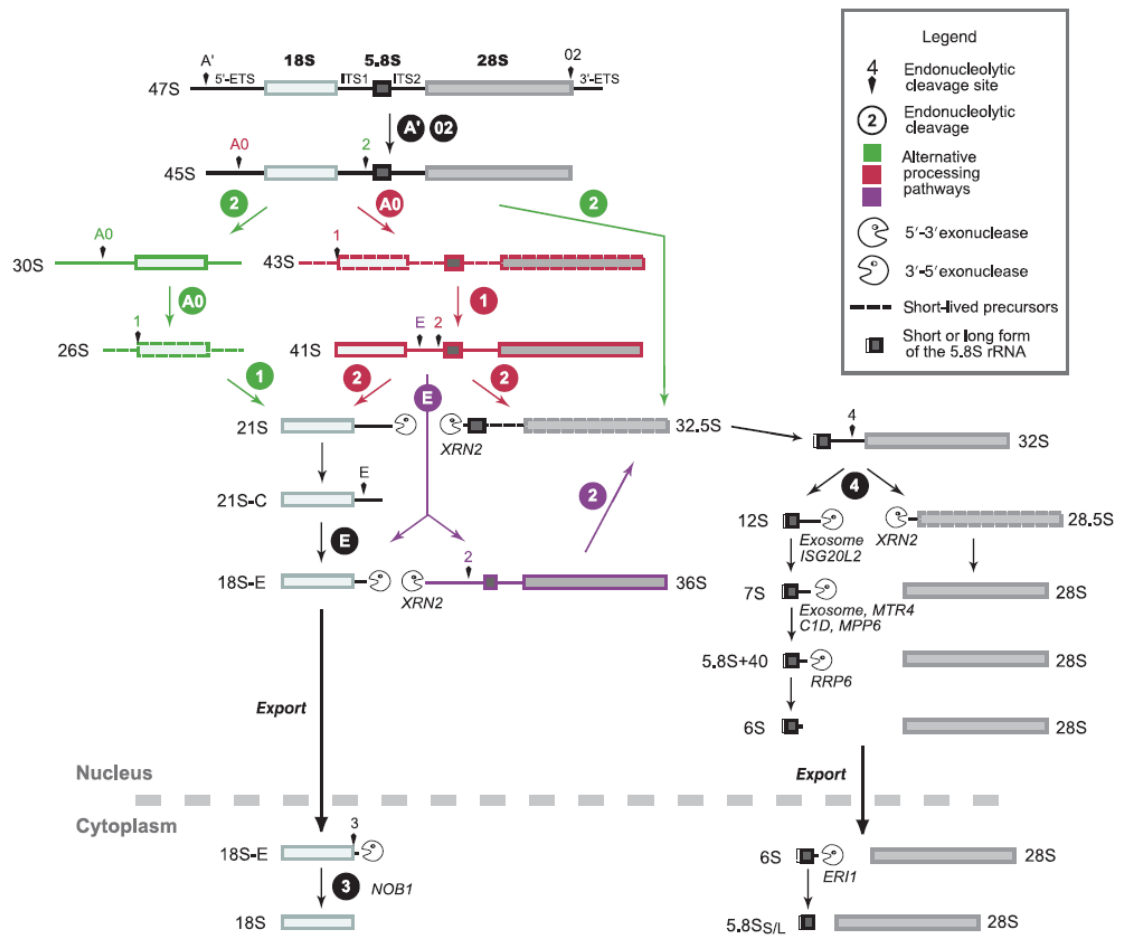 A'
5'-ETS
18S
ITS1
5.8S
ITS2
28S
02
3'-ETS
47S
A' 02
45S
A0
2
2
A0
2
30S
A0
43S
1
A0
1
26S
1
41S
E
2
1
2
E
2
21S
XRN2
32.5S
21S-C
E
2
E
18S-E
XRN2
2
36S
4
32S
4
12S
Exosome
ISG20L2
XRN2
28.5S
7S
Exosome, MTR4
C1D, MPP6
28S
5.8S+40
RRP6
28S
6S
28S
Export
Export
Nucleus
Cytoplasm
18S-E
3
3
NOB1
18S
6S
ERI1
28S
5.8SS/L
28S
Legend
4
Endonucleolytic
cleavage site
2
Endonucleolytic
cleavage
Alternative
processing
pathways
5′-3′ exonuclease
3′-5′ exonuclease
Short-lived precursors
Short or long form
of the 5.8S rRNA